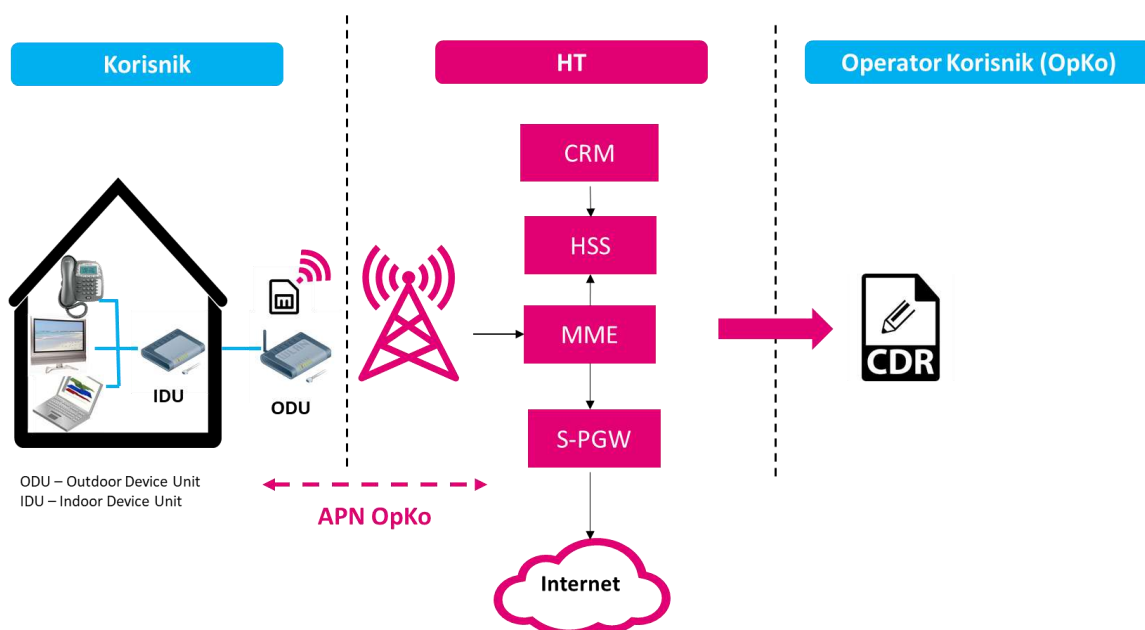 Korisnik
HT
Operator Korisnik (OpKo)
CRM
HSS
MME
S-PGW
IDU
ODU
CDR
ODU – Outdoor Device Unit
IDU – Indoor Device Unit
APN OpKo
Internet